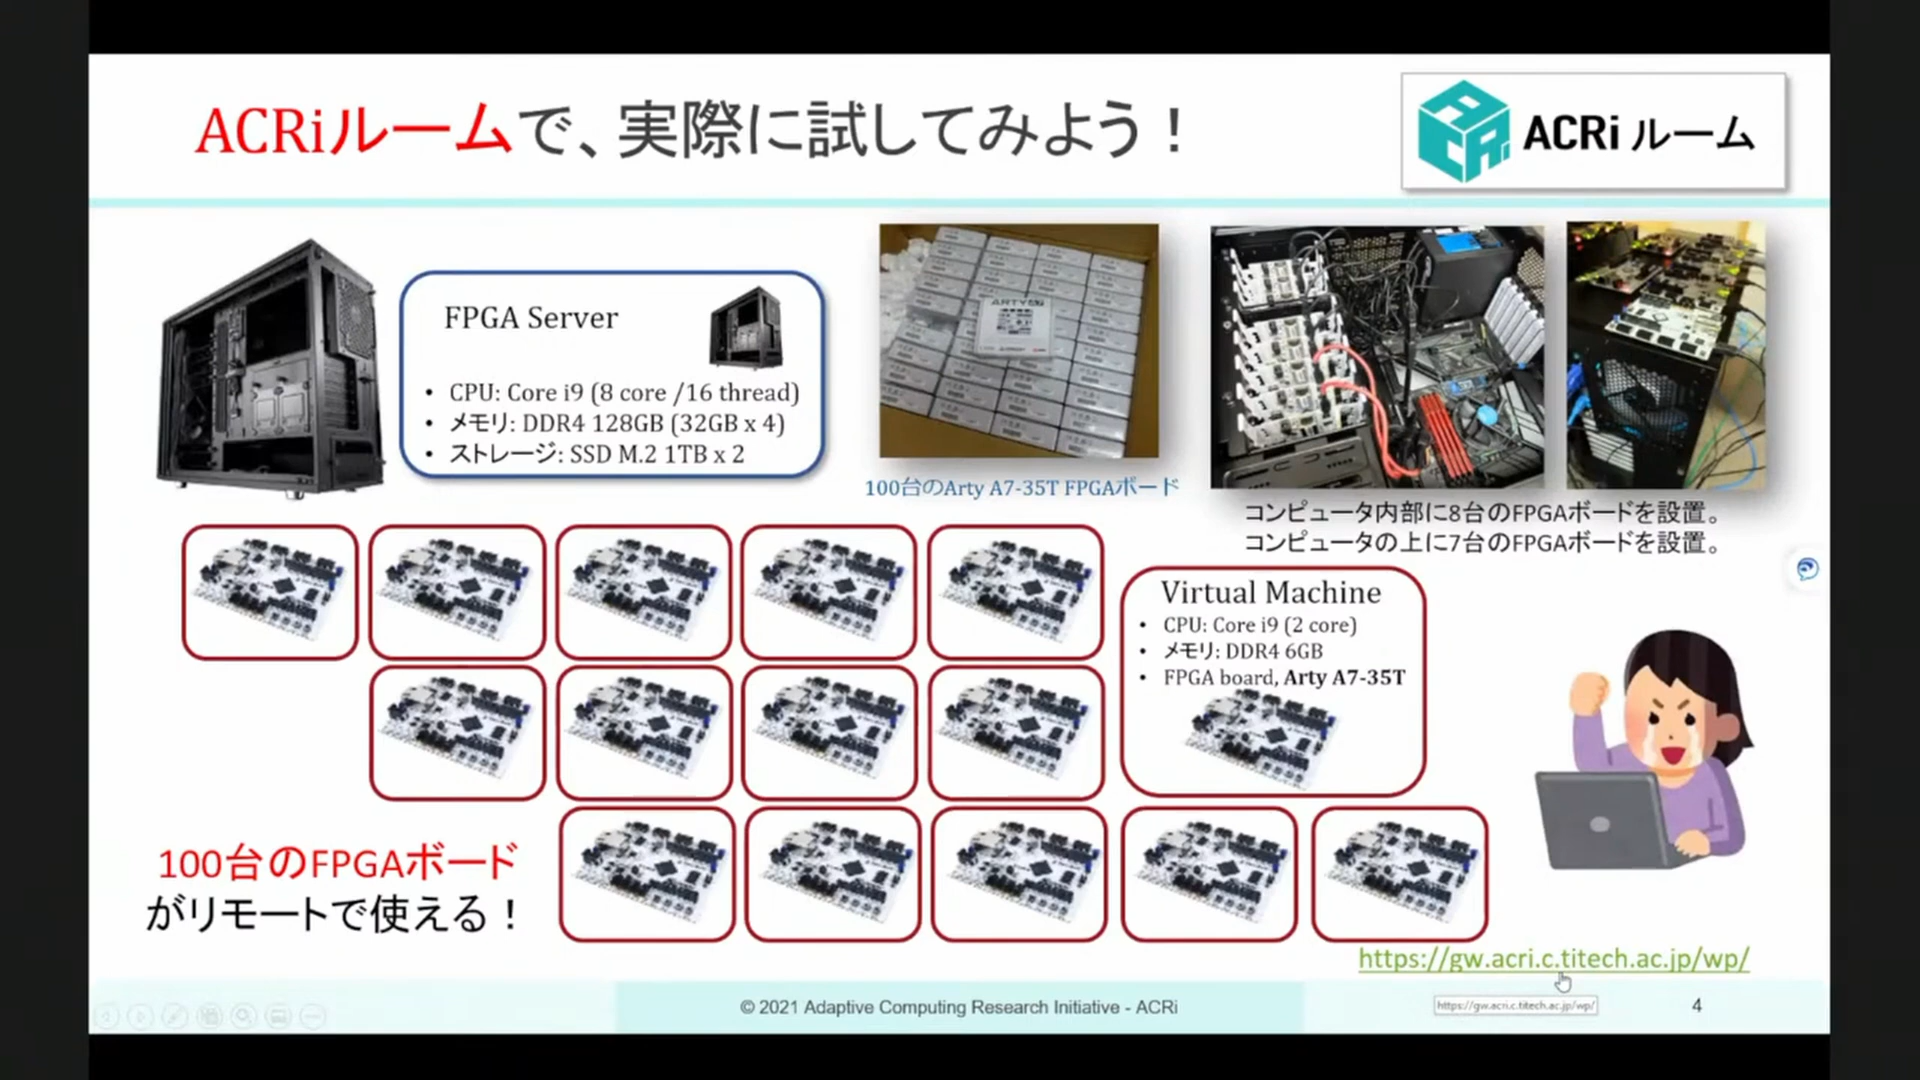 ACRiルームで、実際に試してみよう！
ACRi ルーム
FPGA Server
• CPU: Core i9 (8 core /16 thread)
• メモリ: DDR4 128GB (32GB x 4)
• ストレージ: SSD M.2 1TB x 2
ARTY
100台のArty A7-35T FPGAボード
コンピュータ内部に8台のFPGAボードを設置。
コンピュータの上に7台のFPGAボードを設置。
Virtual Machine
• CPU: Core i9 (2 core)
• メモリ: DDR4 6GB
• FPGA board, Arty A7-35T
100台のFPGAボード
がリモートで使える！
https://gw.acri.c.titech.ac.jp/wp/
https://gw.acri.c.titech.ac.jp/wp/
© 2021 Adaptive Computing Research Initiative - ACRi
4